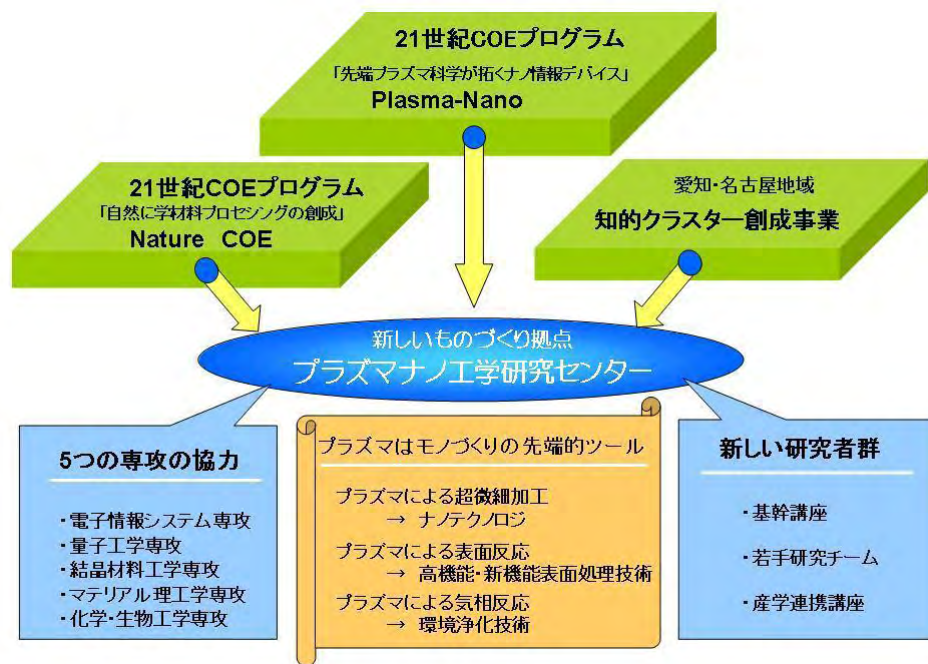 21世紀COEプログラム
「先端プラズマ科学が拓くナノ情報デバイス」
Plasma-Nano
21世紀COEプログラム
「自然に学材料プロセシングの創成」
Nature COE
愛知・名古屋地域
知的クラスター創成事業
新しいものづくり拠点
プラズマナノ工学研究センター
5つの専攻の協力
・電子情報システム専攻
・量子工学専攻
・結晶材料工学専攻
・マテリアル理工学専攻
・化学・生物工学専攻
プラズマはモノづくりの先端的ツール
プラズマによる超微細加工
→ ナノテクノロジ
プラズマによる表面反応
→ 高機能・新機能表面処理技術
プラズマによる気相反応
→ 環境浄化技術
新しい研究者群
・基幹講座
・若手研究チーム
・産学連携講座